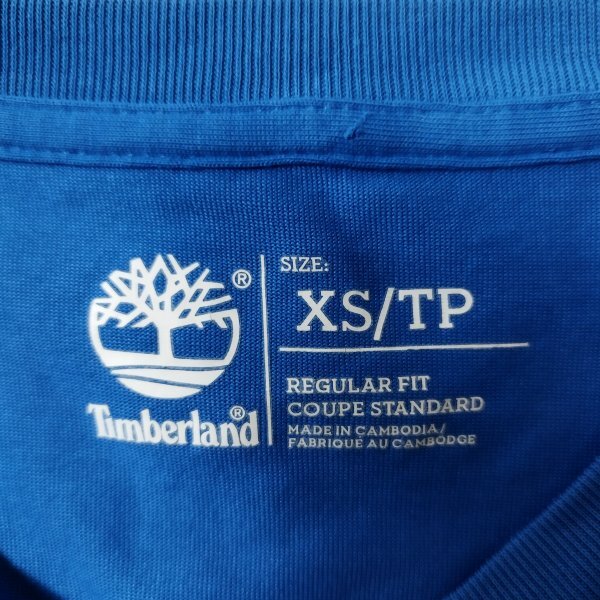 ®
Timberland®
SIZE:
XS/TP
REGULAR FIT
COUPE STANDARD
MADE IN CAMBODIA/
FABRIQUE AU CAMBODGE